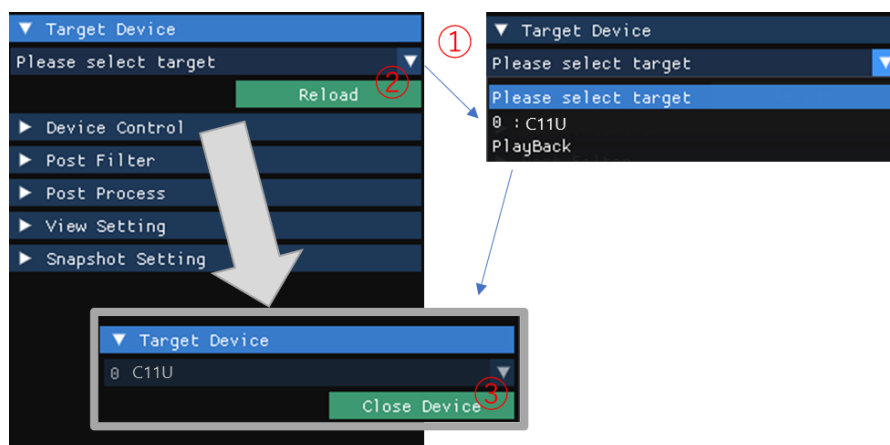 ▼ Target Device
Please select target ▼
②
Reload
▶ Device Control
▶ Post Filter
▶ Post Process
▶ View Setting
▶ Snapshot Setting
①
▼ Target Device
Please select target ▼
Please select target
0 : C11U
PlayBack
▼ Target Device
0 C11U ▼
③
Close Device